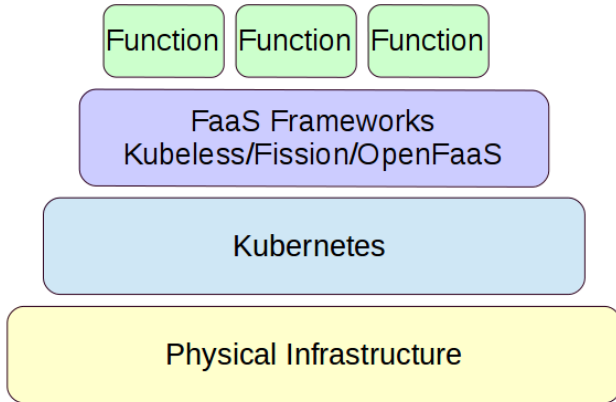 Function Function Function
FaaS Frameworks
Kubeless/Fission/OpenFaaS
Kubernetes
Physical Infrastructure